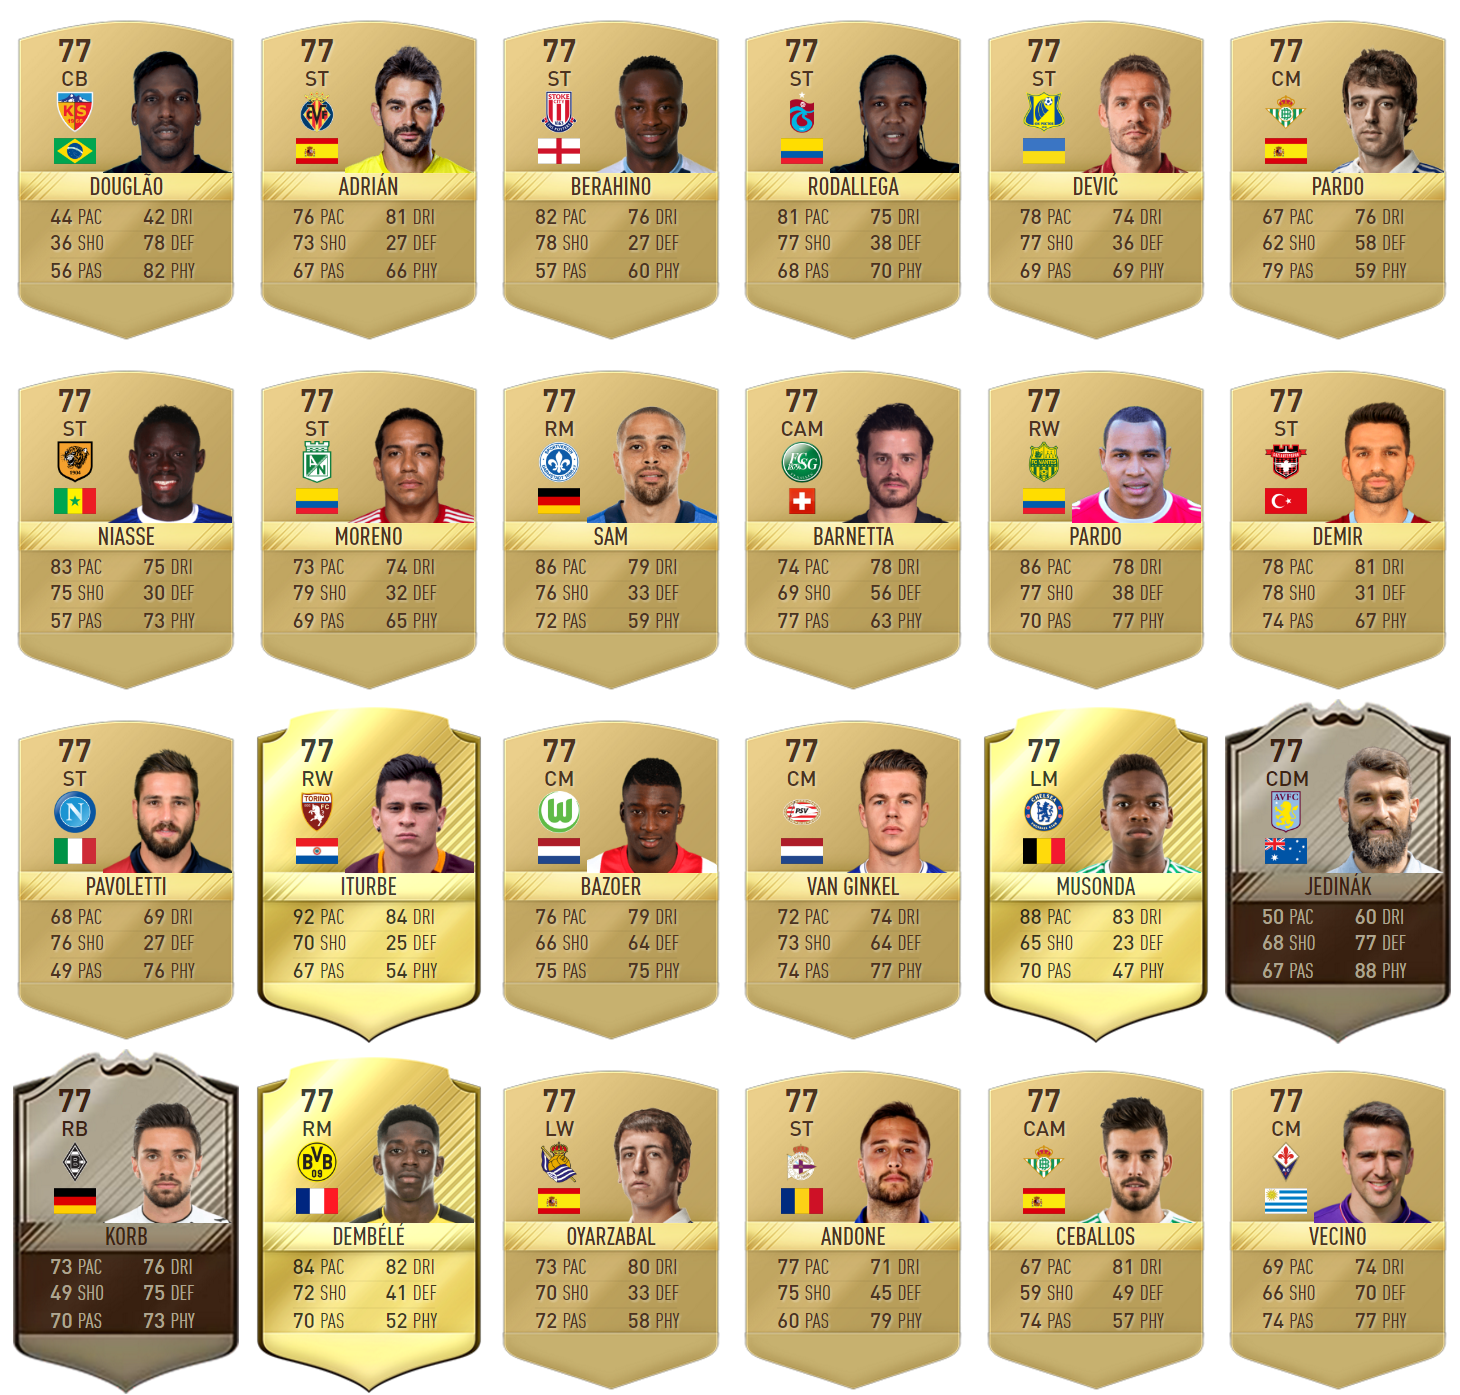 77 77 77 77 77 77
CB ST ST ST ST CM
DOUGLÃO ADRIÁN BERAHINO RODALLEGA DEVIĆ PARDO
44 PAC 42 DRI 76 PAC 81 DRI 82 PAC 76 DRI 81 PAC 75 DRI 78 PAC 74 DRI 67 PAC 76 DRI
36 SHO 78 DEF 73 SHO 27 DEF 78 SHO 27 DEF 77 SHO 38 DEF 77 SHO 36 DEF 62 SHO 58 DEF
56 PAS 82 PHY 67 PAS 66 PHY 57 PAS 60 PHY 68 PAS 70 PHY 69 PAS 69 PHY 79 PAS 59 PHY
77 77 77 77 77 77
ST ST RM CAM RW ST
NIASSE MORENO SAM BARNETTA PARDO DEMIR
83 PAC 75 DRI 73 PAC 74 DRI 86 PAC 79 DRI 74 PAC 78 DRI 86 PAC 78 DRI 78 PAC 81 DRI
75 SHO 30 DEF 79 SHO 32 DEF 76 SHO 33 DEF 69 SHO 56 DEF 77 SHO 38 DEF 78 SHO 31 DEF
57 PAS 73 PHY 69 PAS 65 PHY 72 PAS 59 PHY 77 PAS 63 PHY 70 PAS 77 PHY 74 PAS 67 PHY
77 77 77 77 77 77
ST RW CM CM LM CDM
PAVOLETTI ITURBE BAZOER VAN GINKEL MUSONDA JEDINÁK
68 PAC 69 DRI 92 PAC 84 DRI 76 PAC 79 DRI 72 PAC 74 DRI 88 PAC 83 DRI 50 PAC 60 DRI
76 SHO 27 DEF 70 SHO 25 DEF 66 SHO 64 DEF 73 SHO 64 DEF 65 SHO 23 DEF 68 SHO 77 DEF
49 PAS 76 PHY 67 PAS 54 PHY 75 PAS 75 PHY 74 PAS 77 PHY 70 PAS 47 PHY 67 PAS 88 PHY
77 77 77 77 77 77
RB RM LW ST CAM CM
KORB DEMBÉLÉ OYARZABAL ANDONE CEBALLOS VECINO
73 PAC 76 DRI 84 PAC 82 DRI 73 PAC 80 DRI 77 PAC 71 DRI 67 PAC 81 DRI 69 PAC 74 DRI
49 SHO 75 DEF 72 SHO 41 DEF 70 SHO 33 DEF 75 SHO 45 DEF 59 SHO 49 DEF 66 SHO 70 DEF
70 PAS 73 PHY 70 PAS 52 PHY 72 PAS 58 PHY 60 PAS 79 PHY 74 PAS 57 PHY 74 PAS 77 PHY